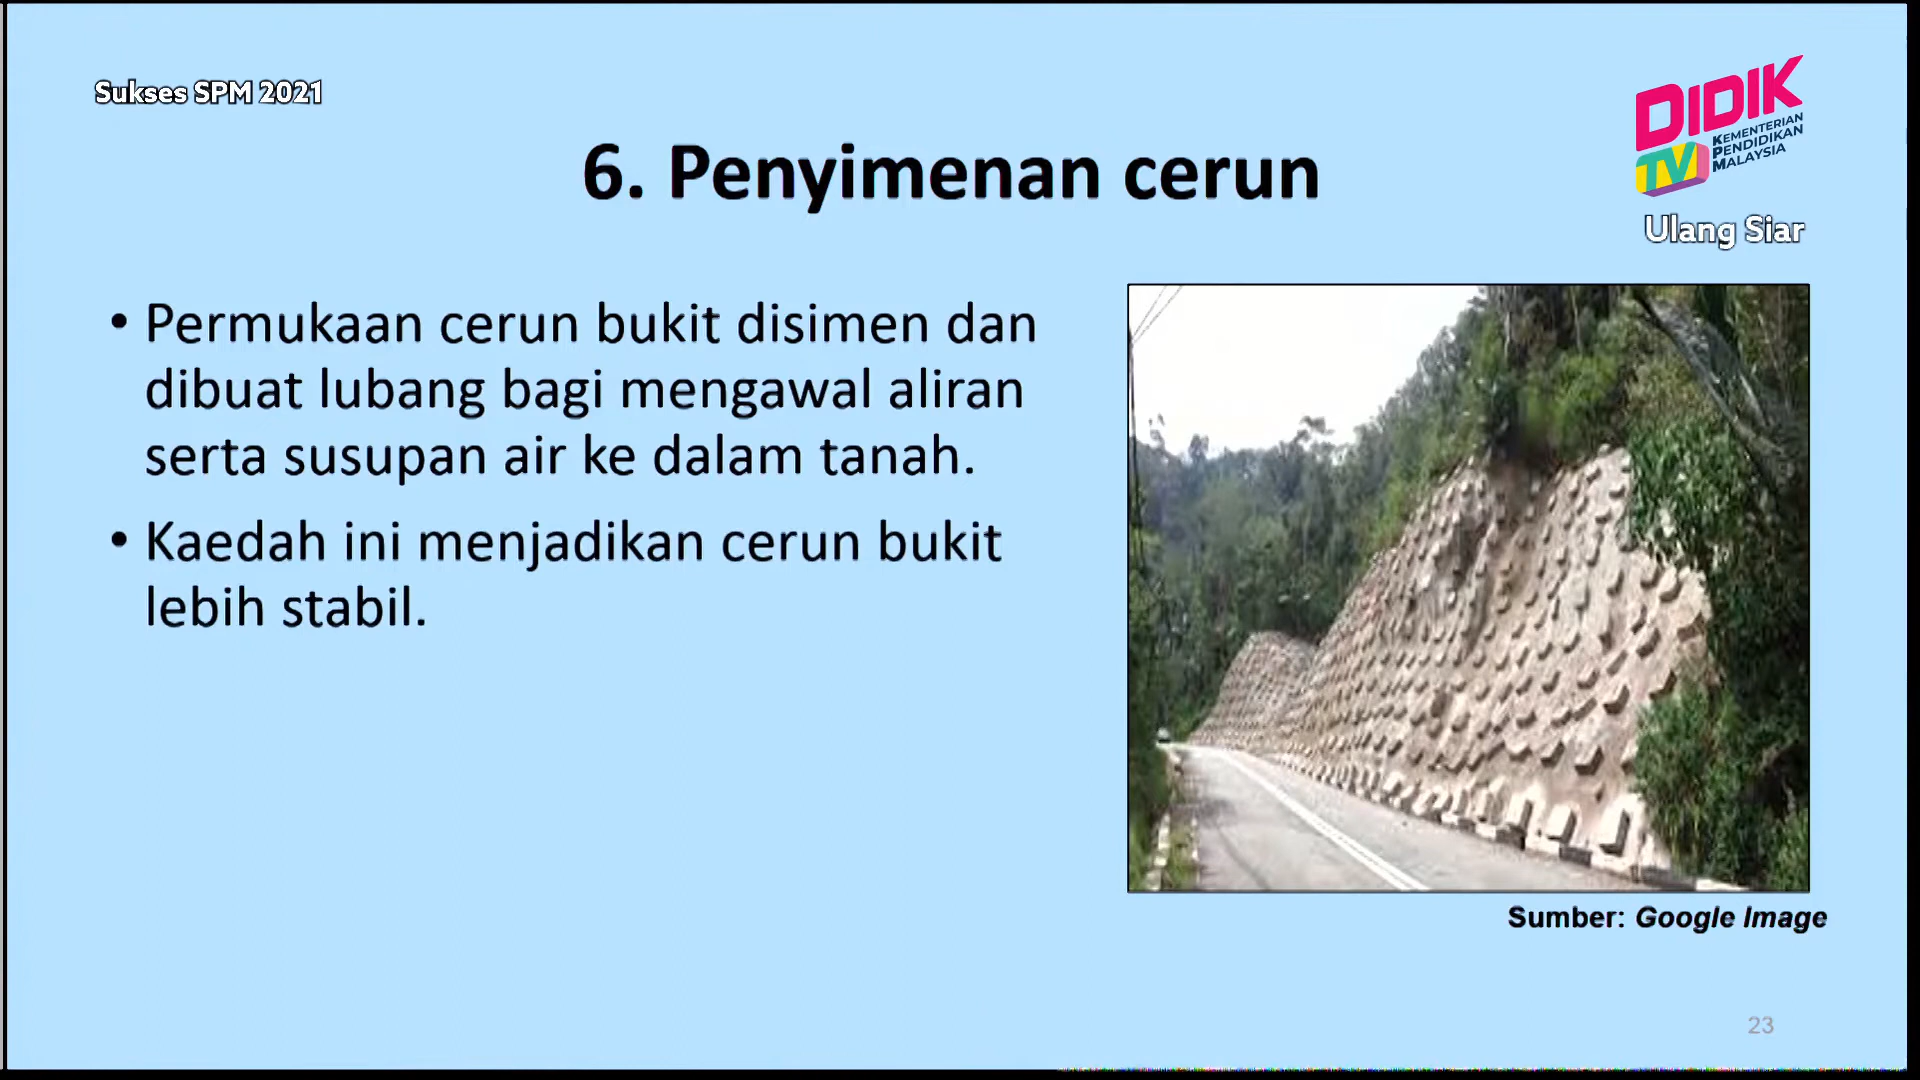 Sukses SPM 2021
DIDIK
TV
KEMENTERIAN
PENDIDIKAN
MALAYSIA
Ulang Siar
6. Penyimenan cerun
• Permukaan cerun bukit disimen dan
dibuat lubang bagi mengawal aliran
serta susupan air ke dalam tanah.
• Kaedah ini menjadikan cerun bukit
lebih stabil.
Sumber: Google Image
23